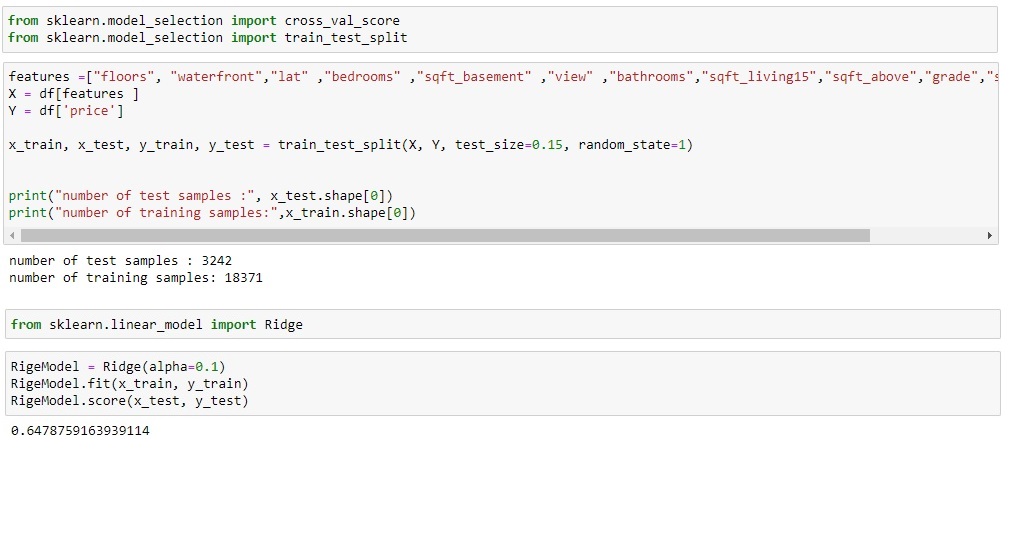 from sklearn.model_selection import cross_val_score
from sklearn.model_selection import train_test_split
features =["floors", "waterfront","lat" ,"bedrooms" ,"sqft_basement" ,"view" ,"bathrooms","sqft_living15","sqft_above","grade","s
X = df[features ]
Y = df['price']
x_train, x_test, y_train, y_test = train_test_split(X, Y, test_size=0.15, random_state=1)
print("number of test samples :", x_test.shape[0])
print("number of training samples:",x_train.shape[0])
number of test samples : 3242
number of training samples: 18371
from sklearn.linear_model import Ridge
RigeModel = Ridge(alpha=0.1)
RigeModel.fit(x_train, y_train)
RigeModel.score(x_test, y_test)
0.6478759163939114